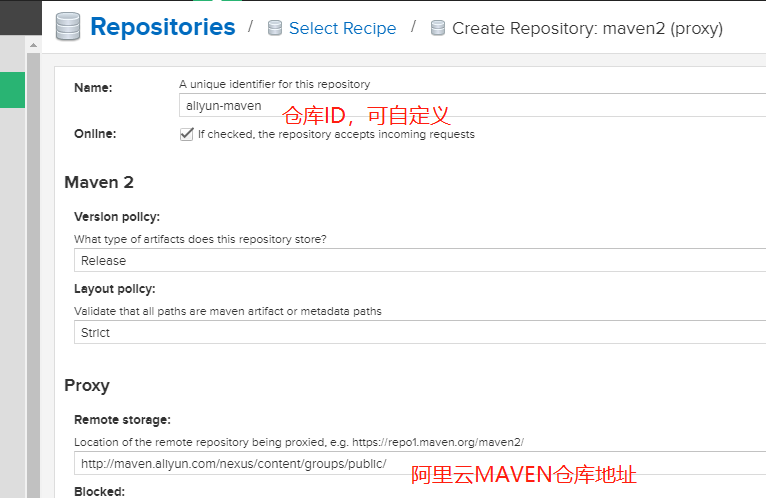 Repositories / Select Recipe / Create Repository: maven2 (proxy)
Name:
A unique identifier for this repository
aliyun-maven
仓库ID，可自定义
Online:
If checked, the repository accepts incoming requests
Maven 2
Version policy:
What type of artifacts does this repository store?
Release
Layout policy:
Validate that all paths are maven artifact or metadata paths
Strict
Proxy
Remote storage:
Location of the remote repository being proxied, e.g. https://repo1.maven.org/maven2/
http://maven.aliyun.com/nexus/content/groups/public/
阿里云MAVEN仓库地址
Blocked: